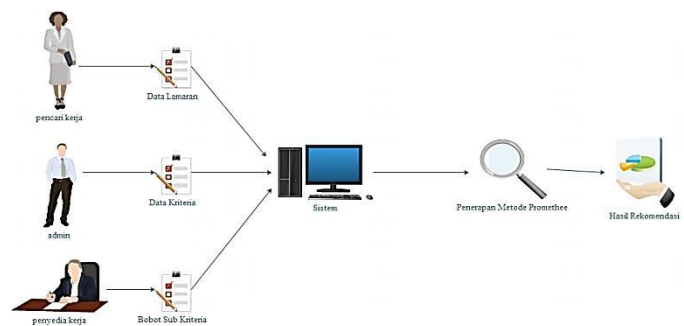 pencari kerja
Data Lamaran
admin
Data Kriteria
Sistem
Penerapan Metode Promethee
Hasil Rekomendasi
penyedia kerja
Bobot Sub Kriteria